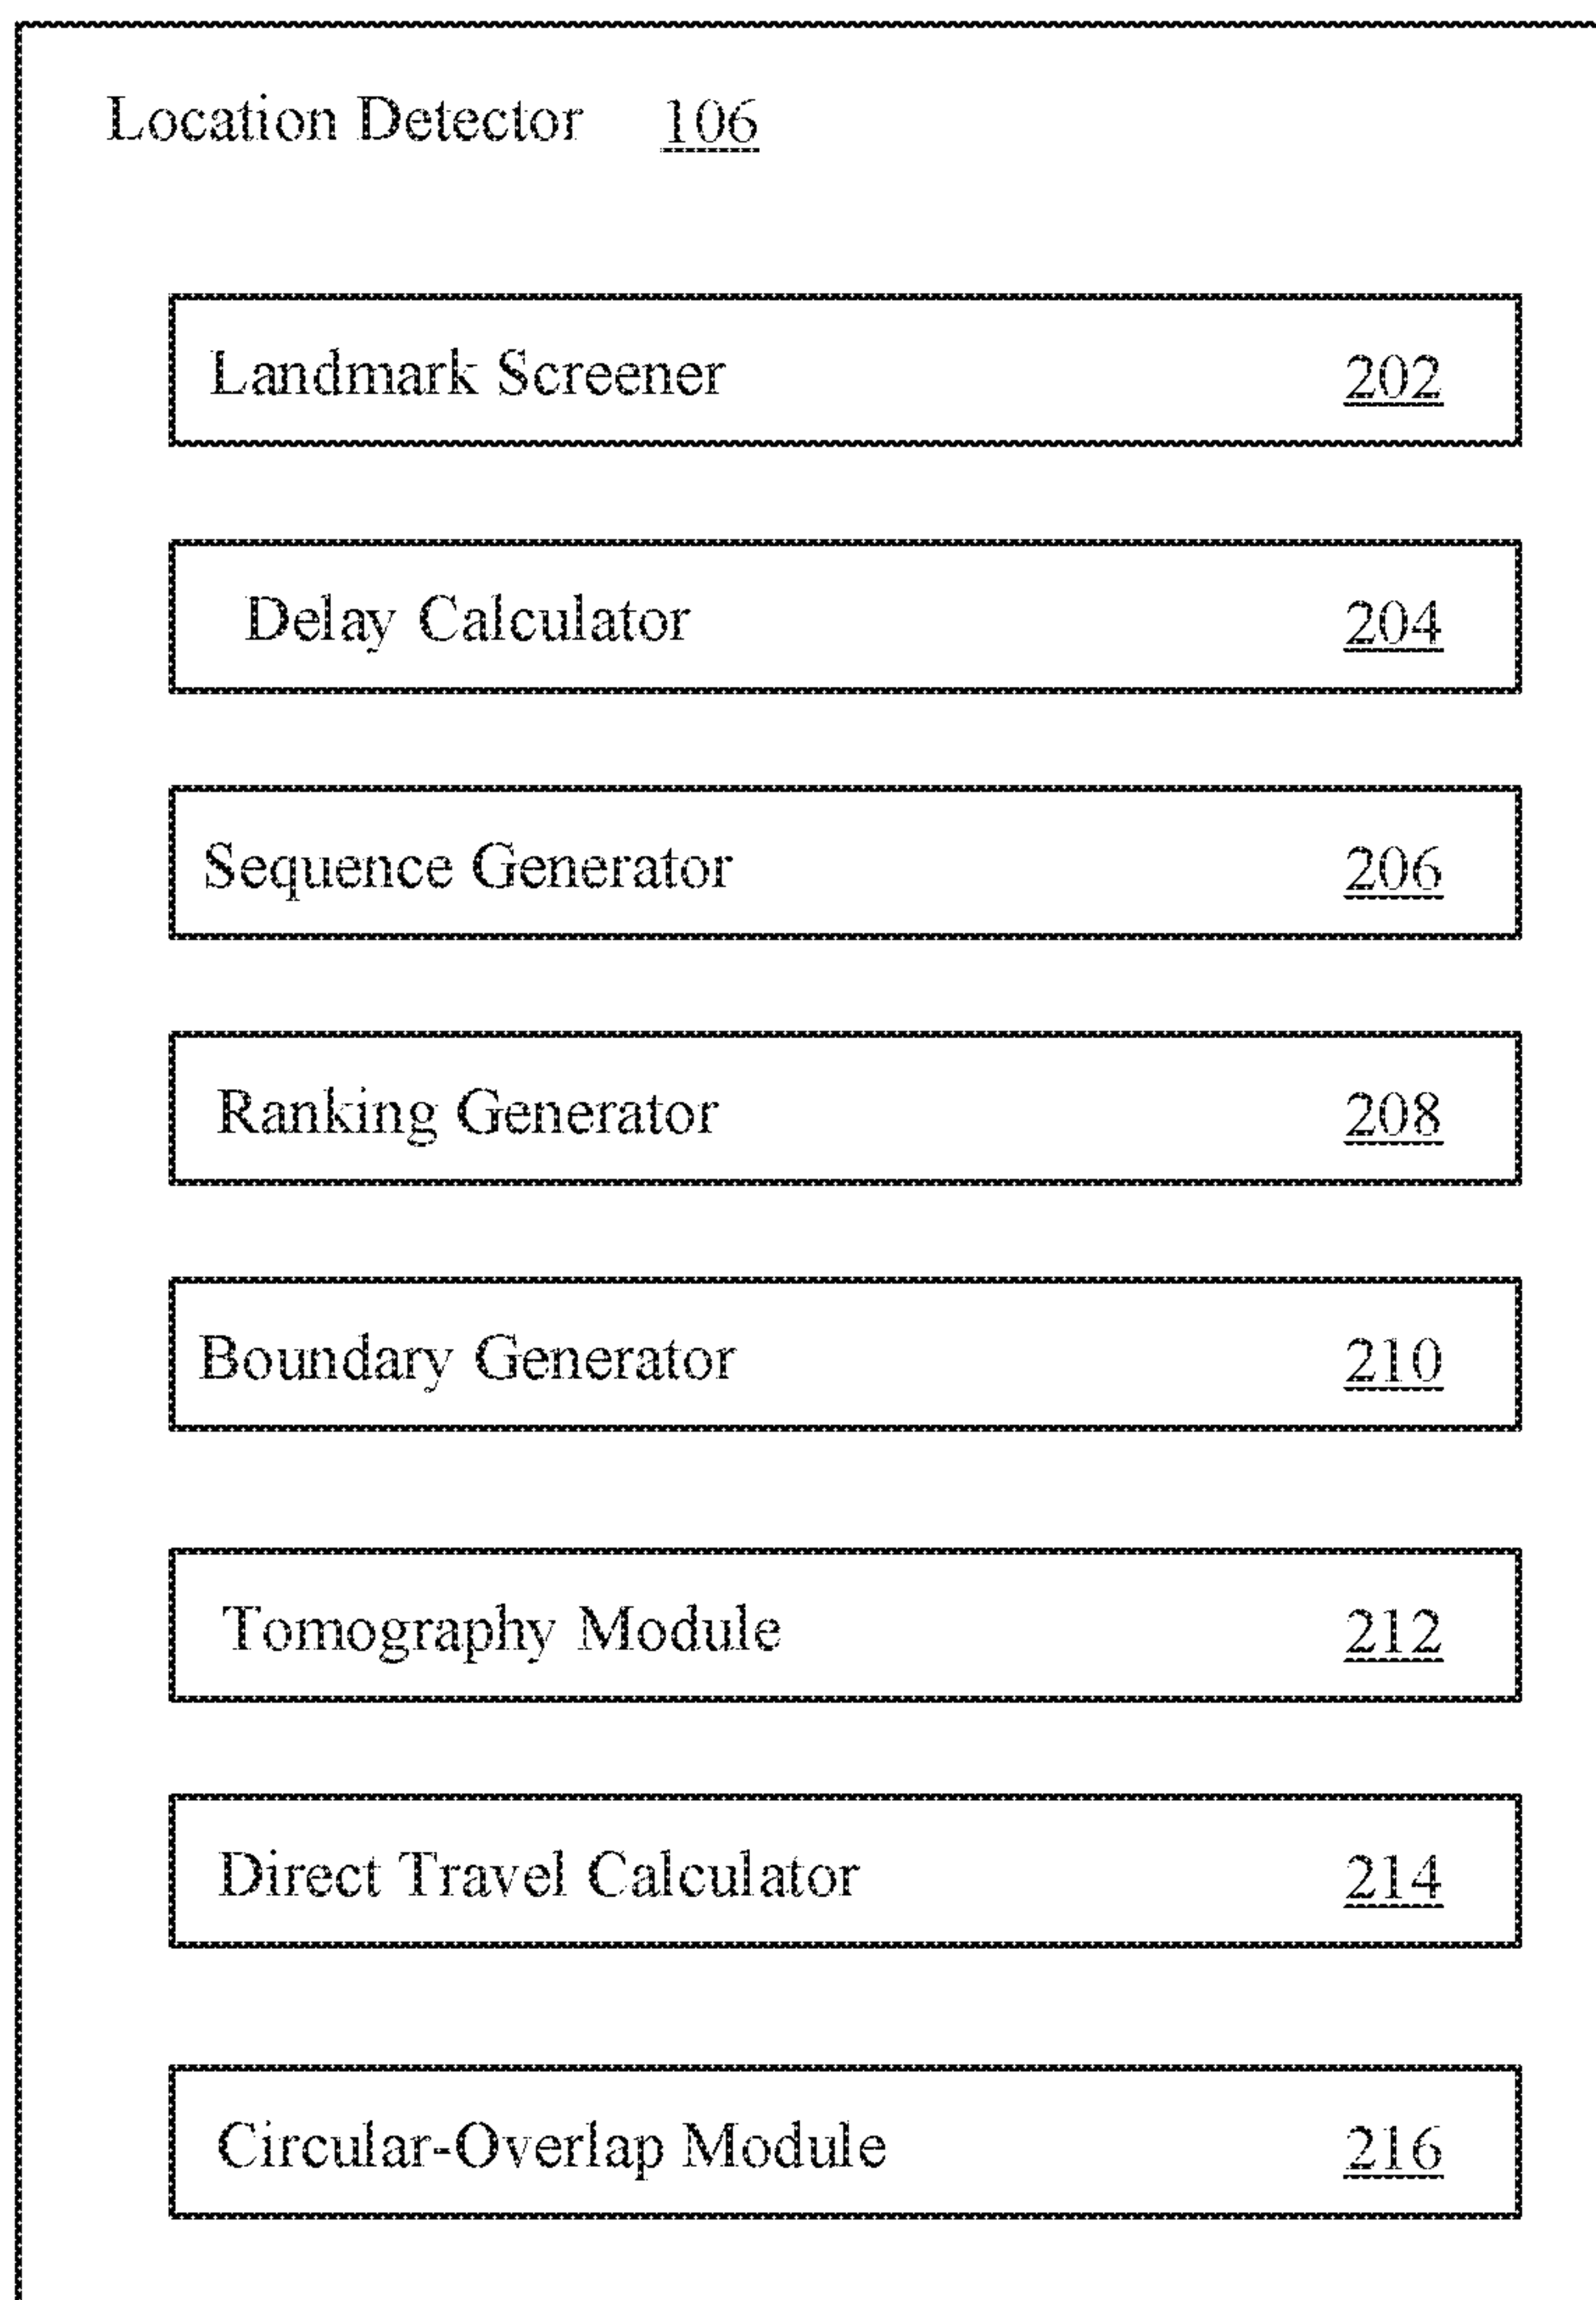 Location Detector 106
Landmark Screener 202
Delay Calculator 204
Sequence Generator 206
Ranking Generator 208
Boundary Generator 210
Tomography Module 212
Direct Travel Calculator 214
Circular-Overlap Module 216